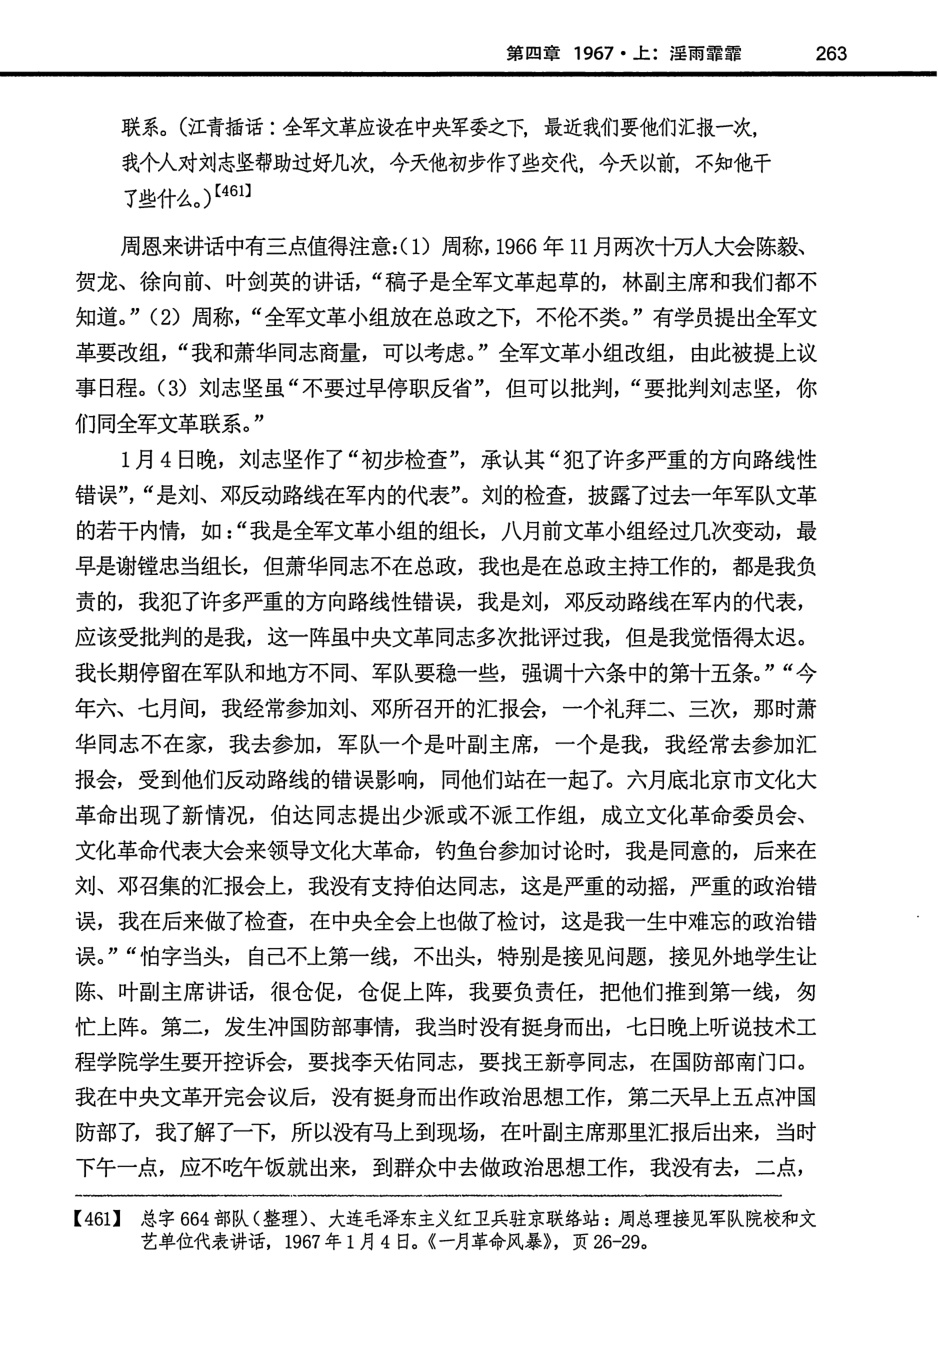 第四章 1967·上：淫雨霏霏 263
联系。（江青插话：全军文革应设在中央军委之下，最近我们要他们汇报一次，
我个人对刘志坚帮助过好几次，今天他初步作了些交代，今天以前，不知他干
了些什么。）【461】
周恩来讲话中有三点值得注意：（1）周称，1966 年 11 月两次十万人大会陈毅、
贺龙、徐向前、叶剑英的讲话，“稿子是全军文革起草的，林副主席和我们都不
知道。”（2）周称，“全军文革小组放在总政之下，不伦不类。”有学员提出全军文
革要改组，“我和萧华同志商量，可以考虑。”全军文革小组改组，由此被提上议
事日程。（3）刘志坚虽“不要过早停职反省”，但可以批判，“要批判刘志坚，你
们同全军文革联系。”
1 月 4 日晚，刘志坚作了“初步检查”，承认其“犯了许多严重的方向路线性
错误”，“是刘、邓反动路线在军内的代表”。刘的检查，披露了过去一年军队文革
的若干内情，如：“我是全军文革小组的组长，八月前文革小组经过几次变动，最
早是谢镗忠当组长，但萧华同志不在总政，我也是在总政主持工作的，都是我负
责的，我犯了许多严重的方向路线性错误，我是刘，邓反动路线在军内的代表，
应该受批判的是我，这一阵虽中央文革同志多次批评过我，但是我觉悟得太迟。
我长期停留在军队和地方不同、军队要稳一些，强调十六条中的第十五条。”“今
年六、七月间，我经常参加刘、邓所召开的汇报会，一个礼拜二、三次，那时萧
华同志不在家，我去参加，军队一个是叶副主席，一个是我，我经常去参加汇
报会，受到他们反动路线的错误影响，同他们站在一起了。六月底北京市文化大
革命出现了新情况，伯达同志提出少派或不派工作组，成立文化革命委员会、
文化革命代表大会来领导文化大革命，钓鱼台参加讨论时，我是同意的，后来在
刘、邓召集的汇报会上，我没有支持伯达同志，这是严重的动摇，严重的政治错
误，我在后来做了检查，在中央全会上也做了检讨，这是我一生中难忘的政治错
误。”“怕字当头，自己不上第一线，不出头，特别是接见问题，接见外地学生让
陈、叶副主席讲话，很仓促，仓促上阵，我要负责任，把他们推到第一线，匆
忙上阵。第二，发生冲国防部事情，我当时没有挺身而出，七日晚上听说技术工
程学院学生要开控诉会，要找李天佑同志，要找王新亭同志，在国防部南门口。
我在中央文革开完会议后，没有挺身而出作政治思想工作，第二天早上五点冲国
防部了，我了解了一下，所以没有马上到现场，在叶副主席那里汇报后出来，当时
下午一点，应不吃午饭就出来，到群众中去做政治思想工作，我没有去，二点，
【461】 总字 664 部队（整理）、大连毛泽东主义红卫兵驻京联络站：周总理接见军队院校和文
艺单位代表讲话，1967 年 1 月 4 日。《一月革命风暴》，页 26-29。